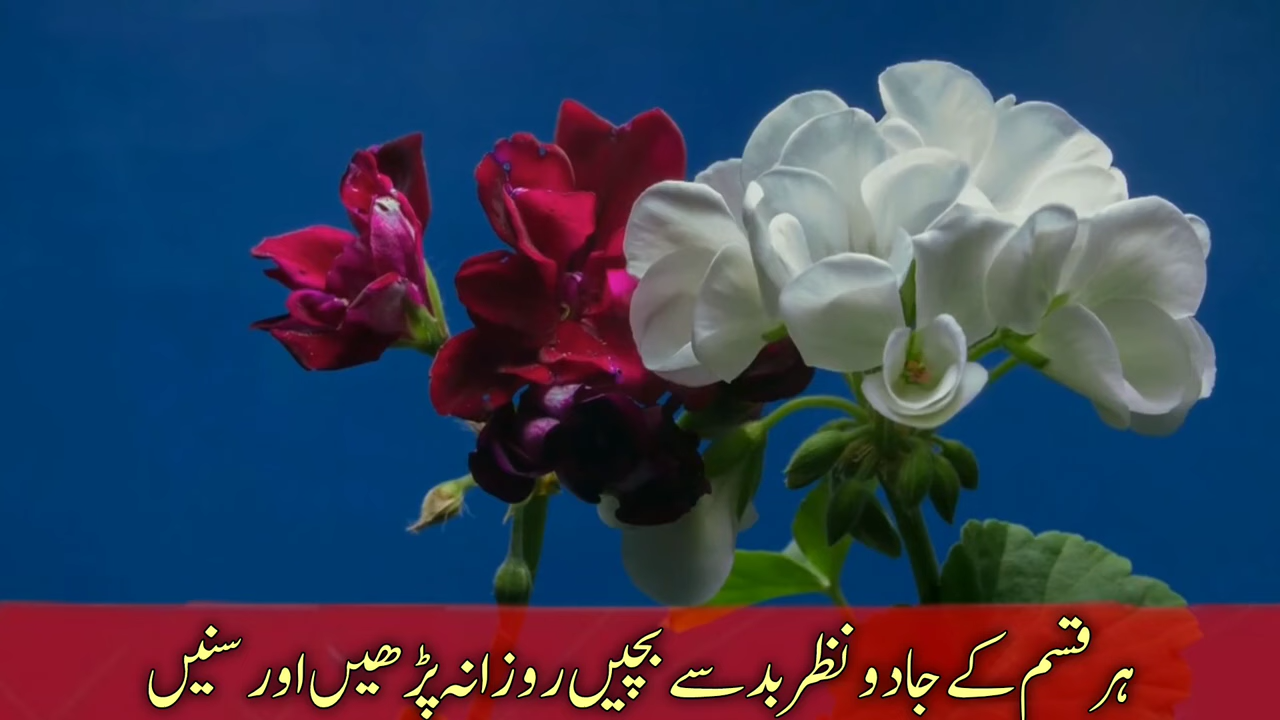 ہر قسم کے جادو نظر بد سے بچیں روزانہ پڑھیں اور سنیں